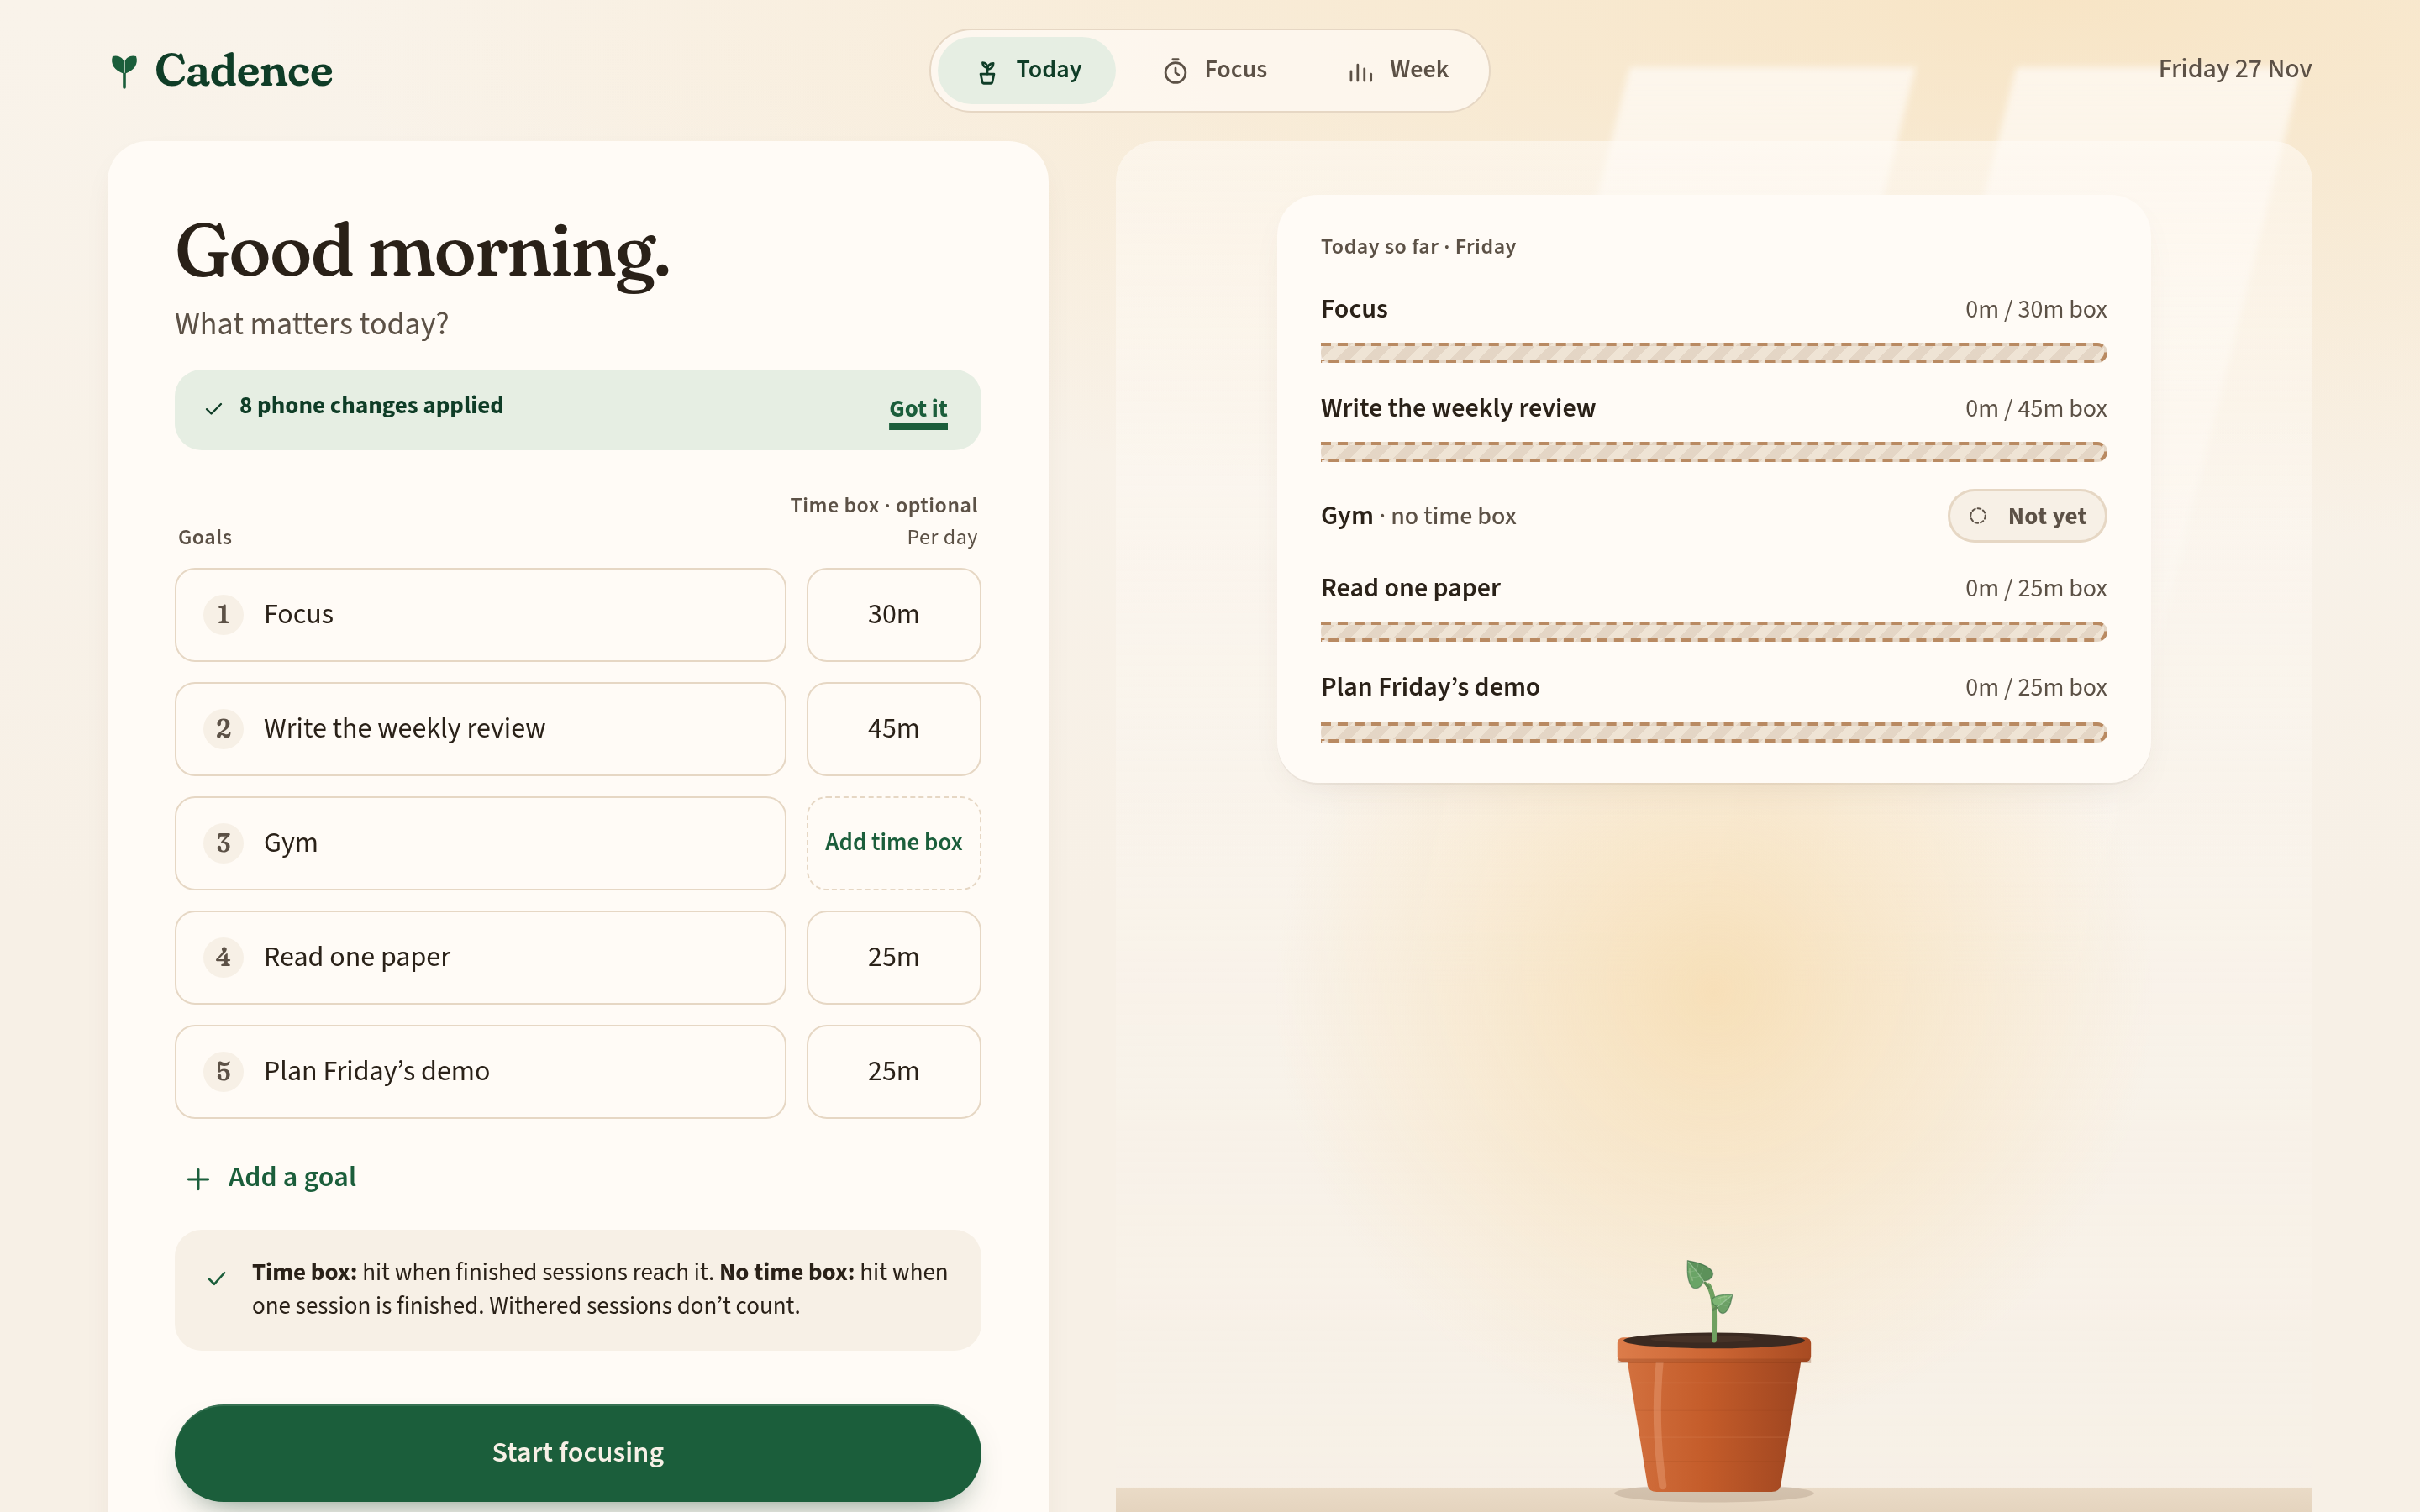 Cadence
Today
Focus
Week
Friday 27 Nov
Good morning.
What matters today?
8 phone changes applied
Got it
Time box · optional
Goals
Per day
1 Focus
30m
2 Write the weekly review
45m
3 Gym
Add time box
4 Read one paper
25m
5 Plan Friday’s demo
25m
Add a goal
Time box: hit when finished sessions reach it. No time box: hit when
one session is finished. Withered sessions don’t count.
Start focusing
Today so far · Friday
Focus
0m / 30m box
Write the weekly review
0m / 45m box
Gym · no time box
Not yet
Read one paper
0m / 25m box
Plan Friday’s demo
0m / 25m box